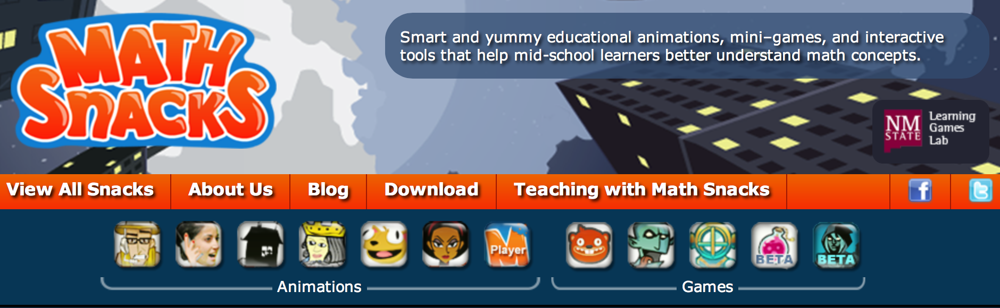 MATH
SNACKS
Smart and yummy educational animations, mini–games, and interactive
tools that help mid-school learners better understand math concepts.
NM
STATE
Learning
Games
Lab
View All Snacks
About Us
Blog
Download
Teaching with Math Snacks
f
t
M
Player
BETA
BETA
Animations
Games